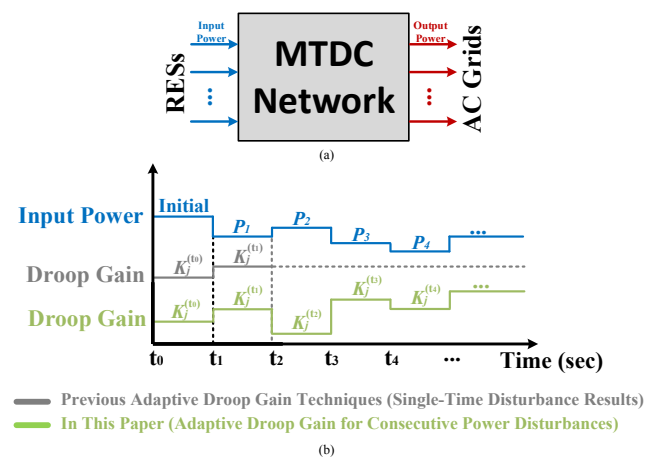 Input
Power
Output
Power
RESs
MTDC
Network
AC Grids
(a)
Input Power
Initial
P₁
P₂
P₃
P₄
...
Droop Gain
Kⱼ^(t₀)
Kⱼ^(t₁)
Droop Gain
Kⱼ^(t₀)
Kⱼ^(t₁)
Kⱼ^(t₂)
Kⱼ^(t₃)
Kⱼ^(t₄)
...
t₀ t₁ t₂ t₃ t₄ ... Time (sec)
Previous Adaptive Droop Gain Techniques (Single-Time Disturbance Results)
In This Paper (Adaptive Droop Gain for Consecutive Power Disturbances)
(b)